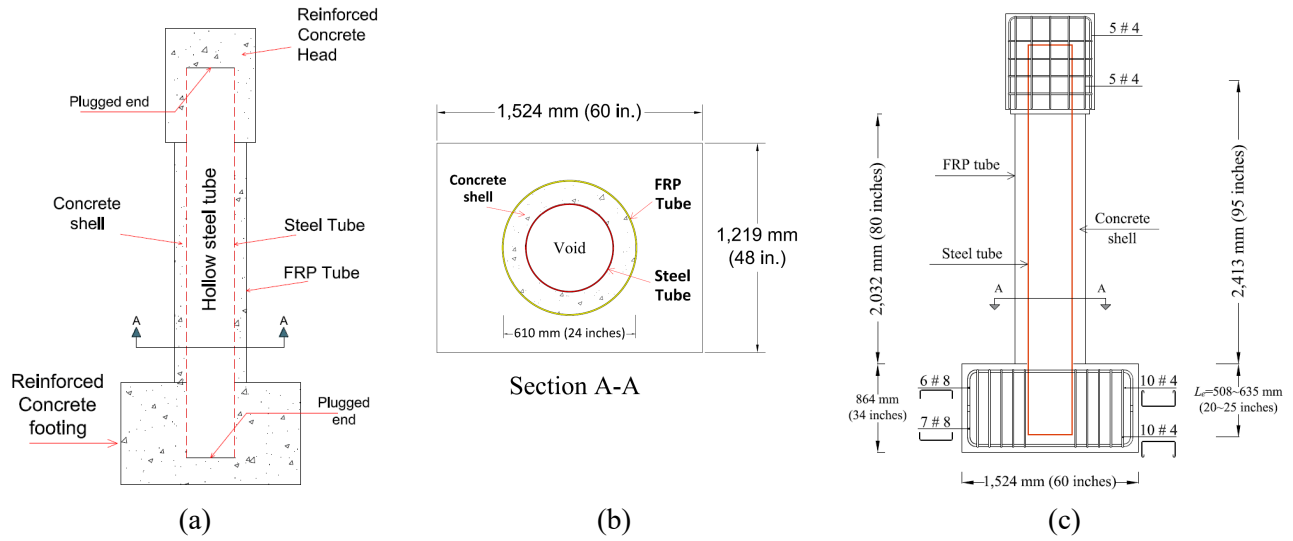 Reinforced
Concrete
Head
Plugged end
Hollow steel tube
Concrete
shell
Steel Tube
FRP Tube
A
A
Reinforced
Concrete
footing
Plugged
end
(a)
1,524 mm (60 in.)
Concrete
shell
FRP
Tube
Void
Steel
Tube
1,219 mm
(48 in.)
610 mm (24 inches)
Section A-A
(b)
5 # 4
5 # 4
FRP tube
2,032 mm (80 inches)
Concrete
shell
Steel tube
2,413 mm (95 inches)
A
A
6 # 8
10 # 4
864 mm
(34 inches)
Le=508~635 mm
(20~25 inches)
7 # 8
10 # 4
1,524 mm (60 inches)
(c)